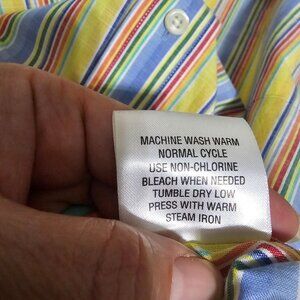 MACHINE WASH WARM
NORMAL CYCLE
USE NON-CHLORINE
BLEACH WHEN NEEDED
TUMBLE DRY LOW
PRESS WITH WARM
STEAM IRON